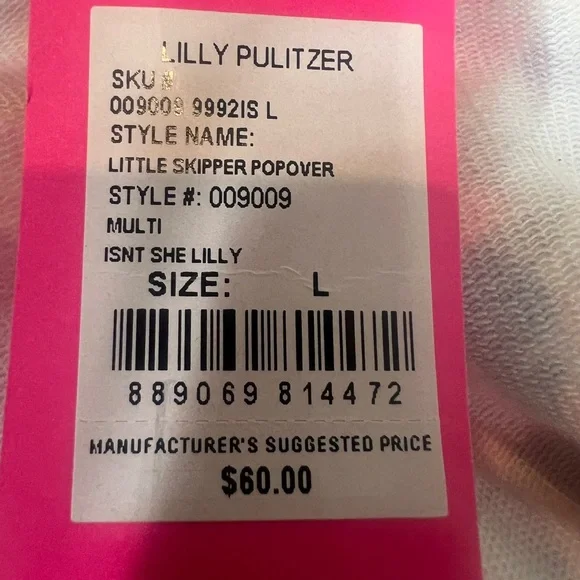 LILLY PULITZER
SKU #
009009 9992IS L
STYLE NAME:
LITTLE SKIPPER POPOVER
STYLE #: 009009
MULTI
ISNT SHE LILLY
SIZE: L
889069 814472
MANUFACTURER'S SUGGESTED PRICE
$60.00